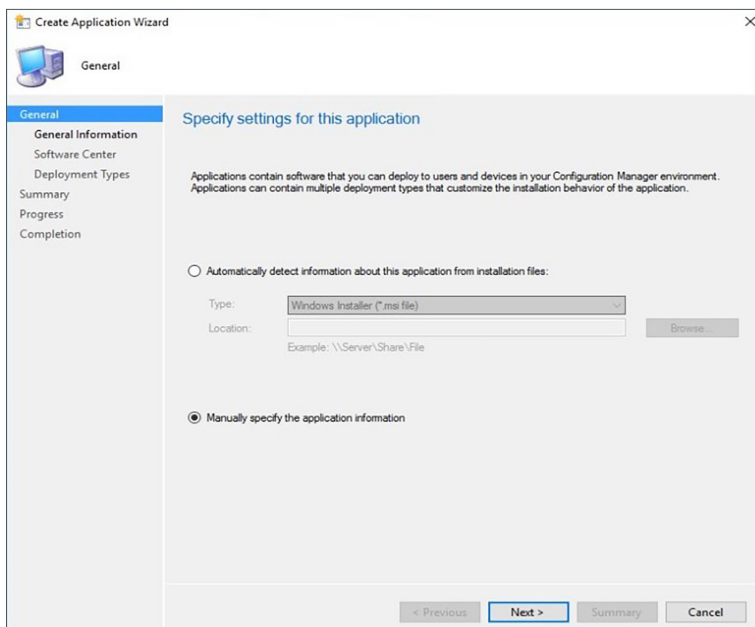 Create Application Wizard
General
General
General Information
Software Center
Deployment Types
Summary
Progress
Completion
Specify settings for this application
Applications contain software that you can deploy to users and devices in your Configuration Manager environment.
Applications can contain multiple deployment types that customize the installation behavior of the application.
Automatically detect information about this application from installation files:
Type: Windows Installer (*.msi file)
Location: Browse...
Example: \\Server\Share\File
Manually specify the application information
< Previous Next > Summary Cancel